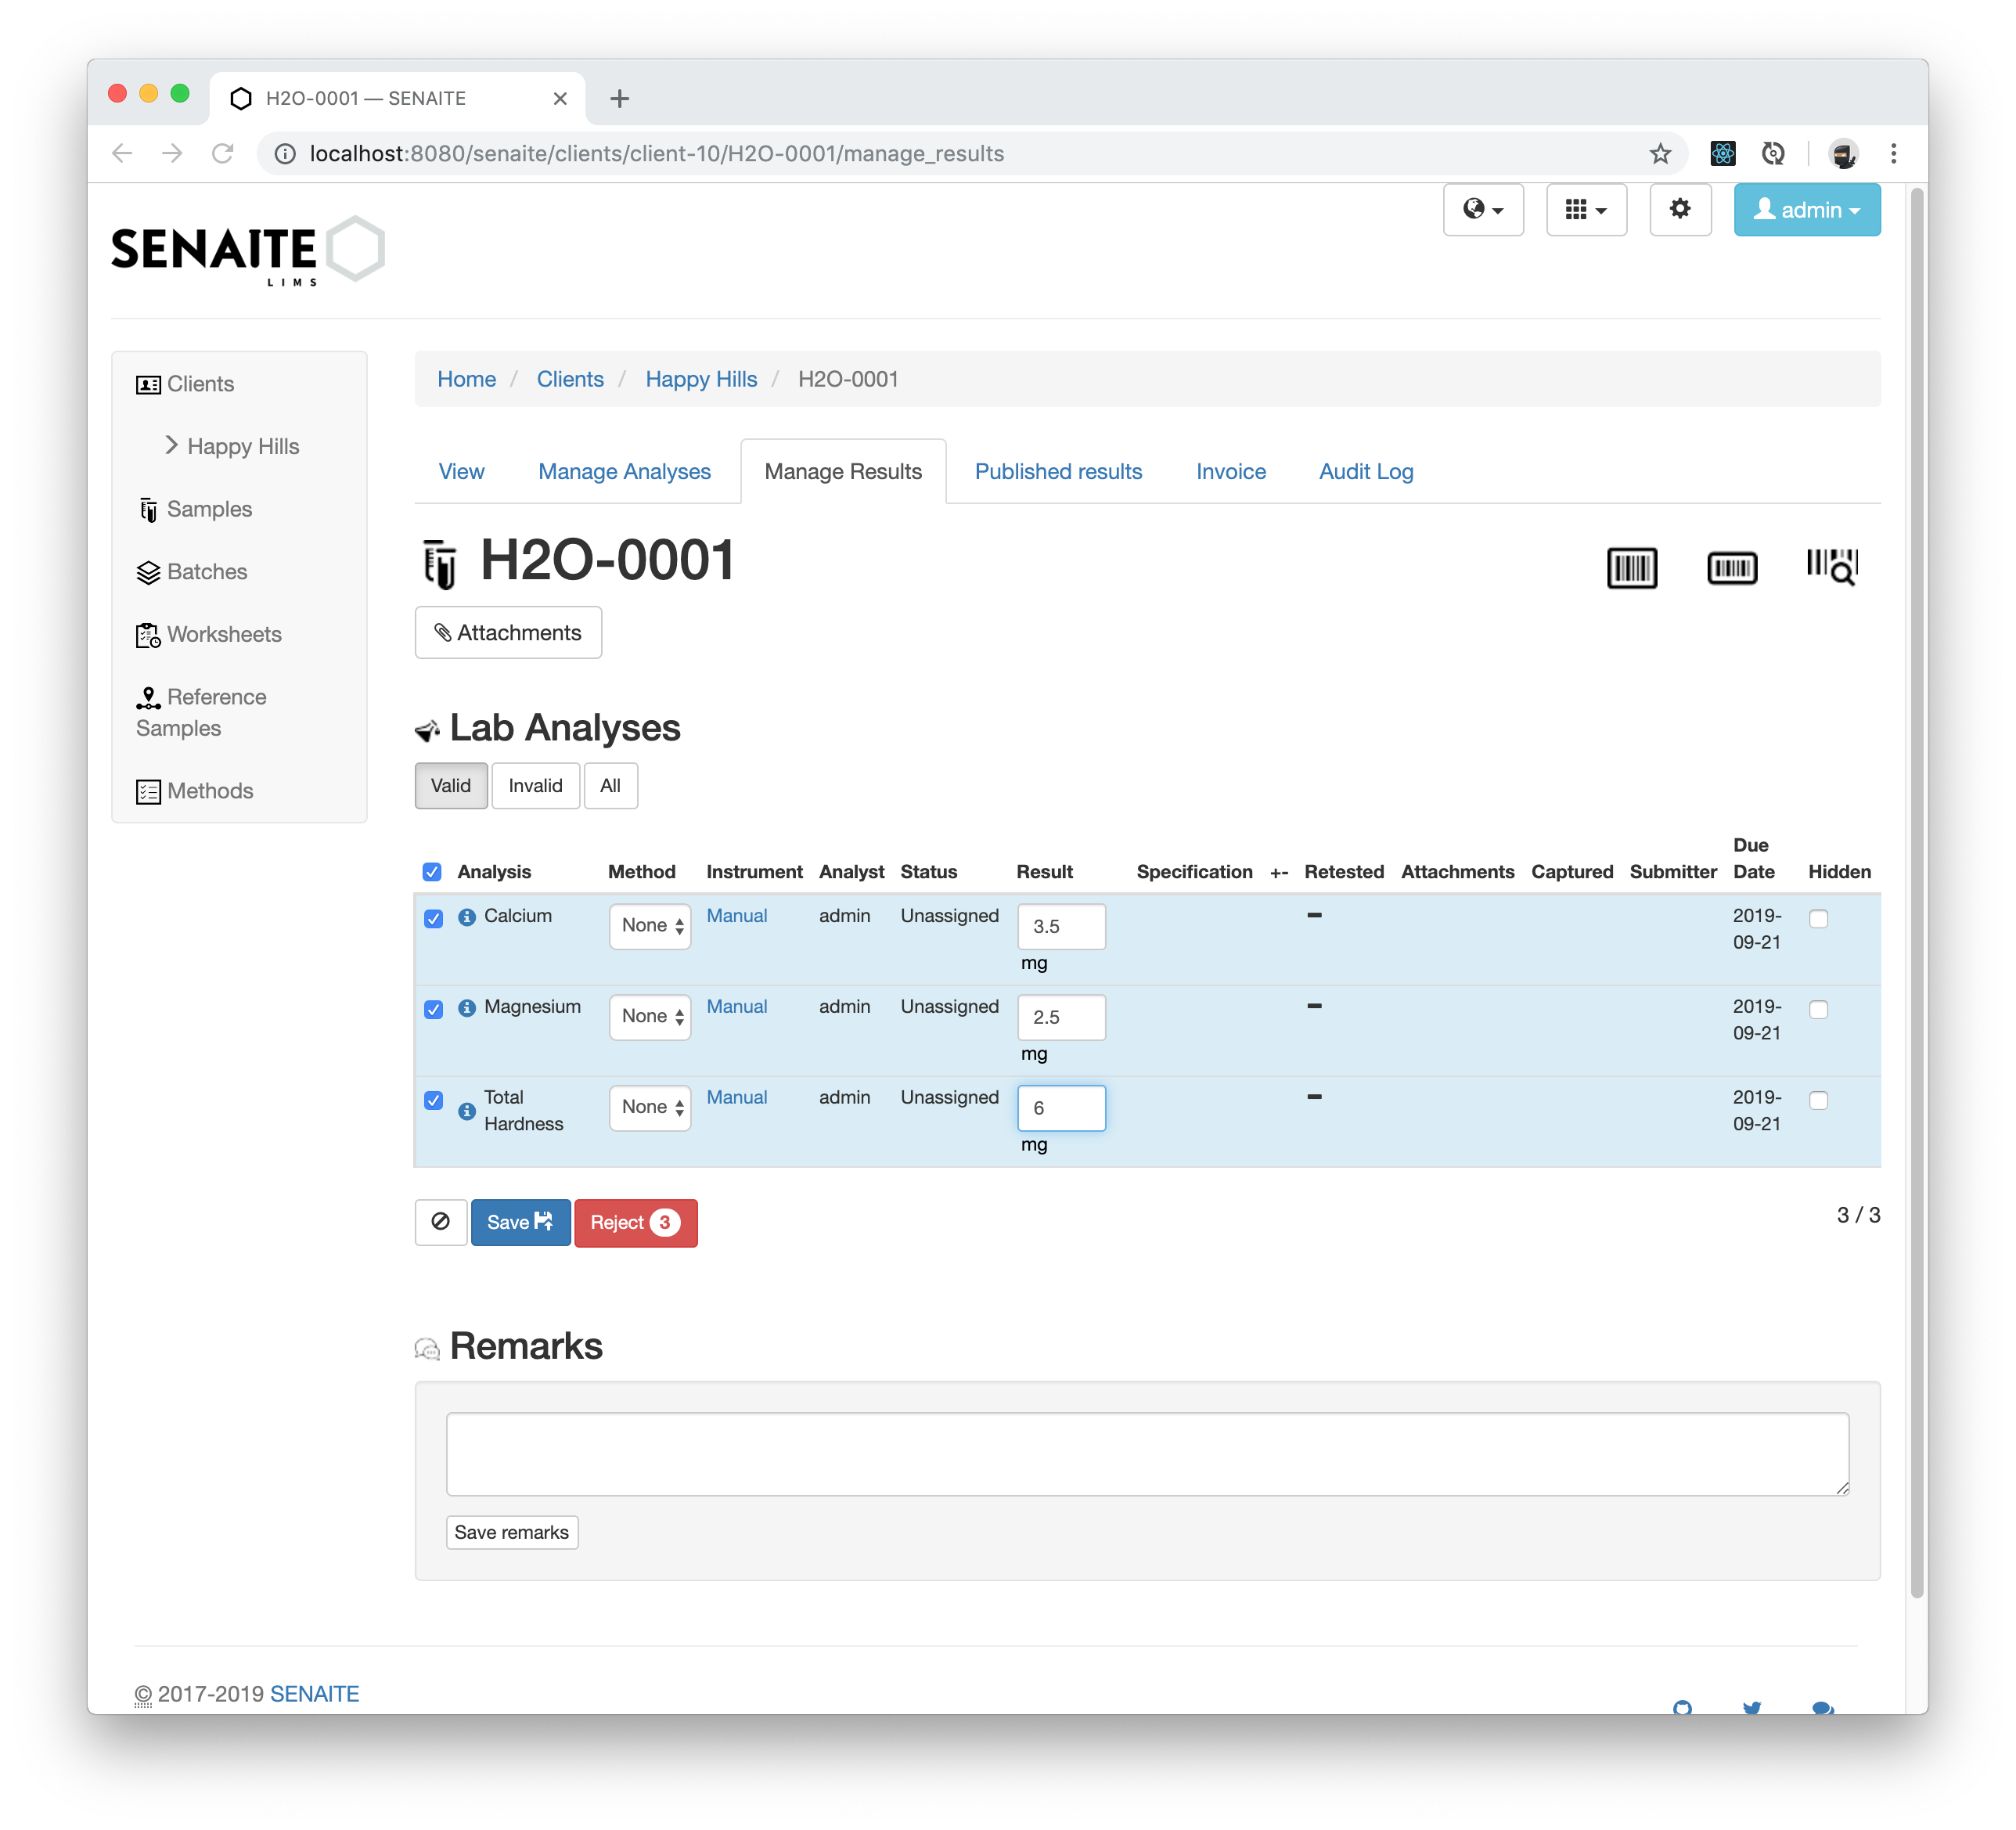 H2O-0001 — SENAITE
localhost:8080/senaite/clients/client-10/H2O-0001/manage_results
admin
SENAITE
LIMS
Clients
Happy Hills
Samples
Batches
Worksheets
Reference
Samples
Methods
Home / Clients / Happy Hills / H2O-0001
View Manage Analyses Manage Results Published results Invoice Audit Log
H2O-0001
Attachments
Lab Analyses
Valid Invalid All
Analysis Method Instrument Analyst Status Result Specification +- Retested Attachments Captured Submitter Due Date Hidden
Calcium None Manual admin Unassigned 3.5 mg 2019-09-21
Magnesium None Manual admin Unassigned 2.5 mg 2019-09-21
Total Hardness None Manual admin Unassigned 6 mg 2019-09-21
Save Reject 3
3 / 3
Remarks
Save remarks
© 2017-2019 SENAITE